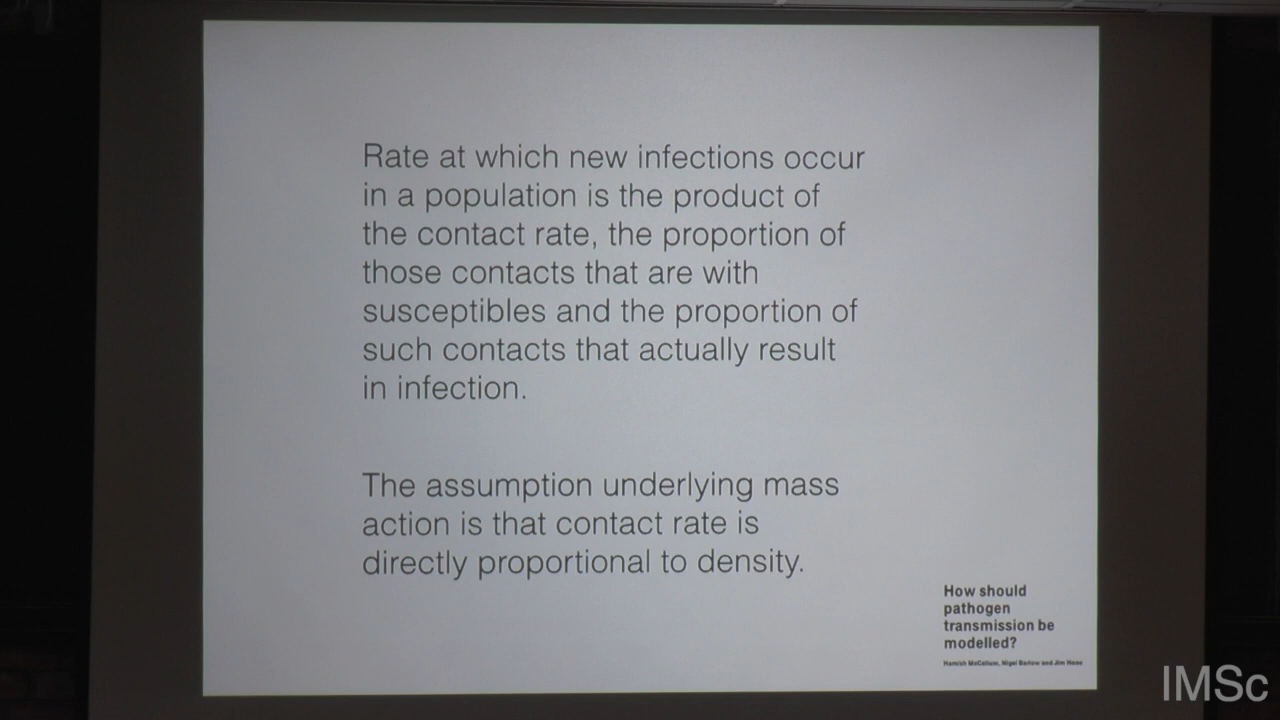 Rate at which new infections occur
in a population is the product of
the contact rate, the proportion of
those contacts that are with
susceptibles and the proportion of
such contacts that actually result
in infection.
The assumption underlying mass
action is that contact rate is
directly proportional to density.
How should
pathogen
transmission be
modelled?
Hamish McCallum, Nigel Barlow and Jim Hone
IMSc